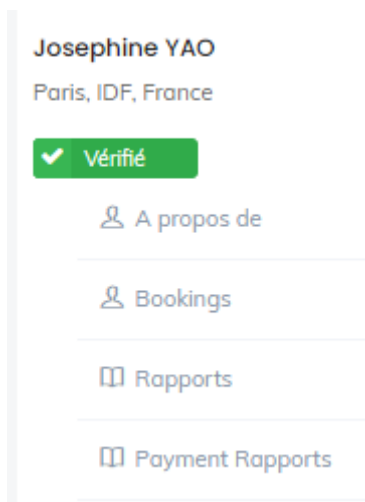 Josephine YAO
Paris, IDF, France
Vérifié
A propos de
Bookings
Rapports
Payment Rapports